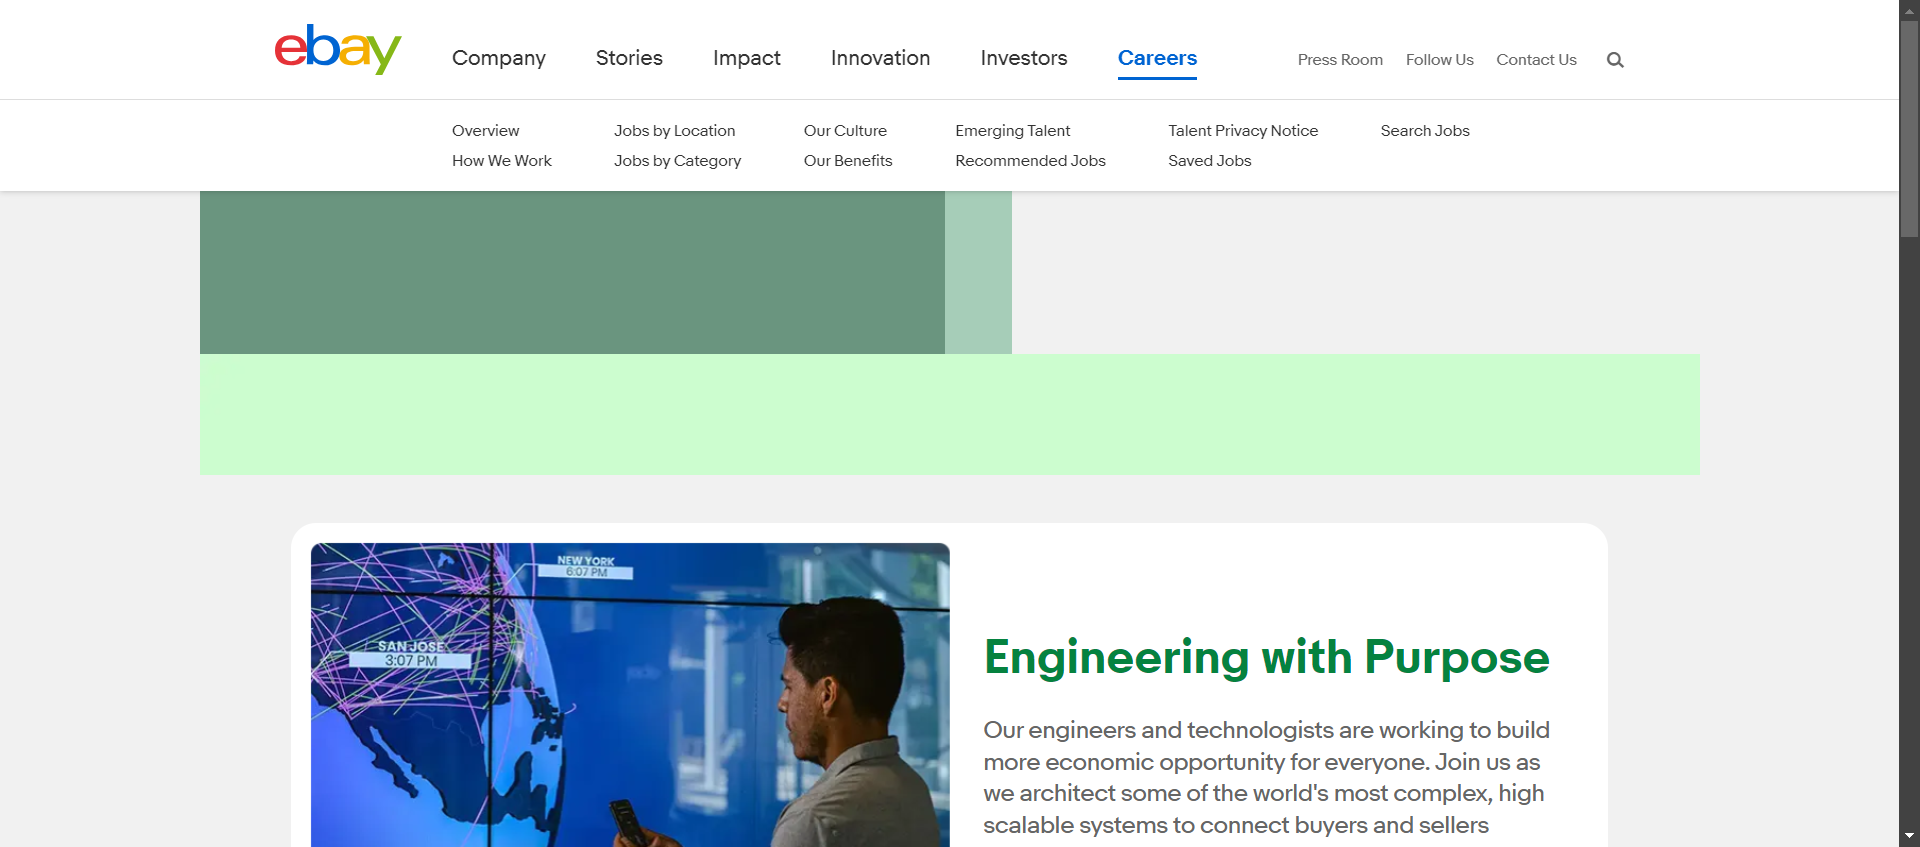 ebay
Company Stories Impact Innovation Investors Careers Press Room Follow Us Contact Us
Overview Jobs by Location Our Culture Emerging Talent Talent Privacy Notice Search Jobs
How We Work Jobs by Category Our Benefits Recommended Jobs Saved Jobs
NEW YORK
6:07 PM
SAN JOSE
3:07 PM
Engineering with Purpose
Our engineers and technologists are working to build
more economic opportunity for everyone. Join us as
we architect some of the world's most complex, high
scalable systems to connect buyers and sellers